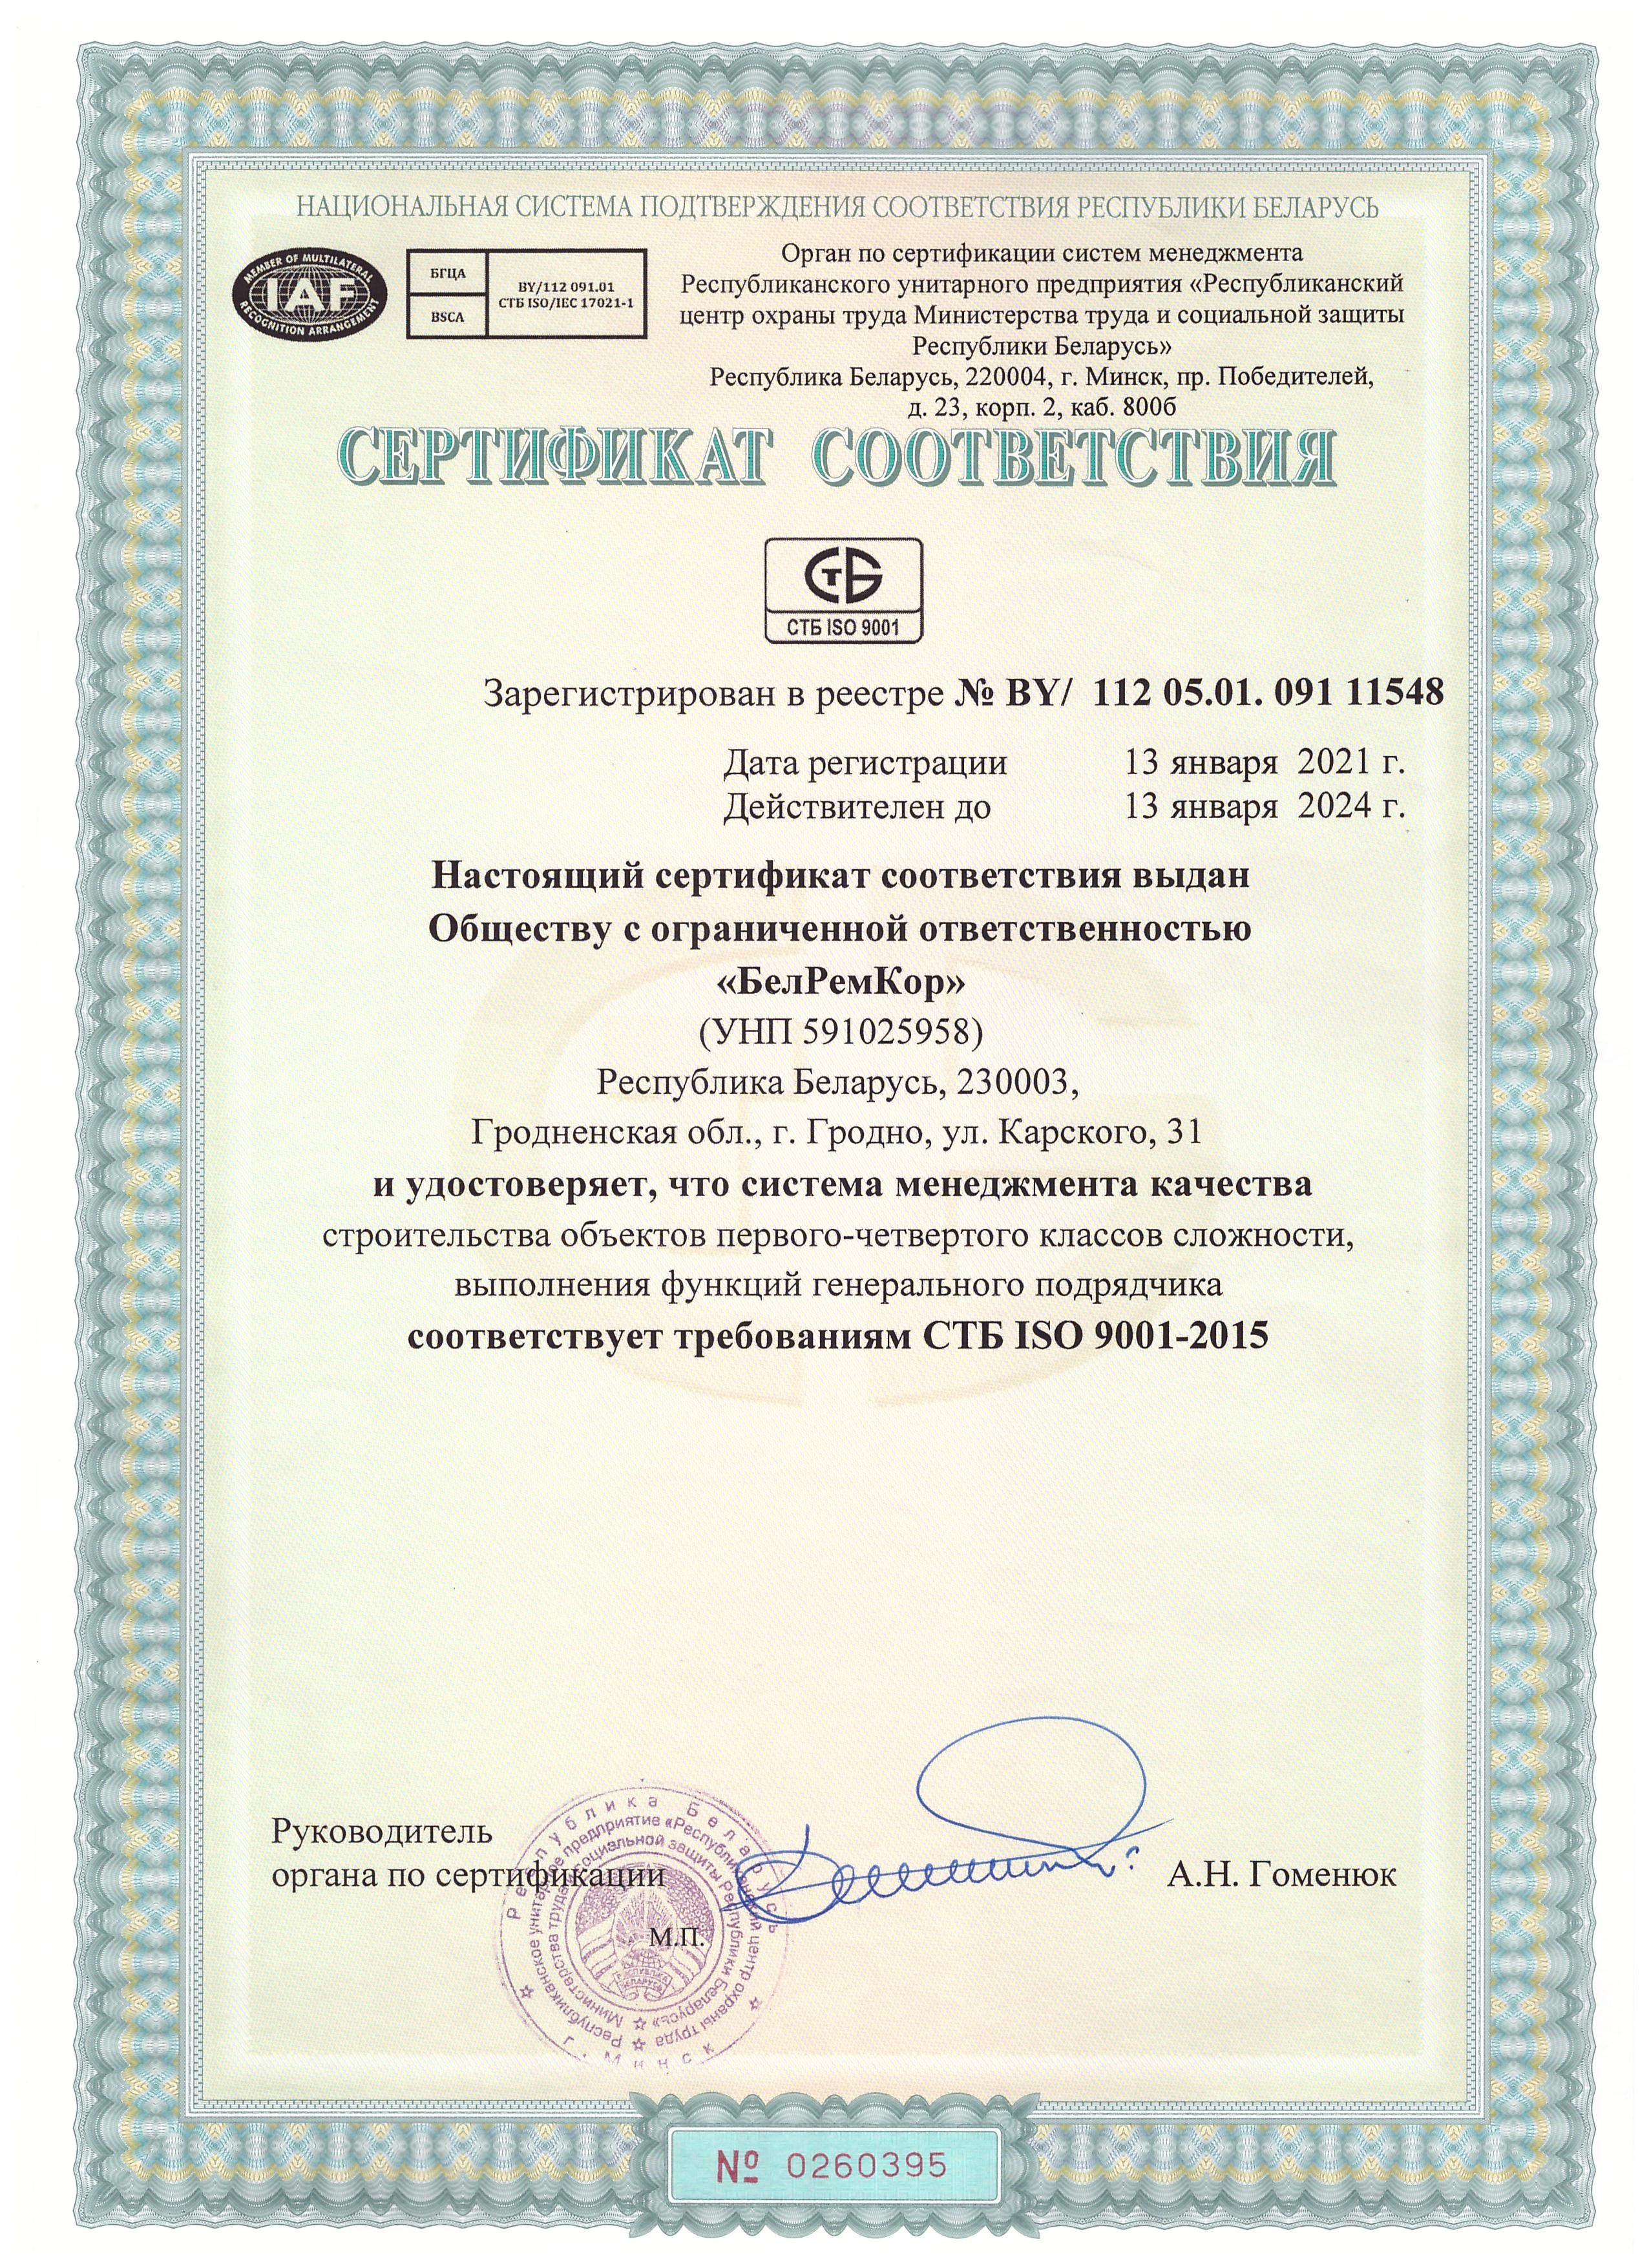 НАЦИОНАЛЬНАЯ СИСТЕМА ПОДТВЕРЖДЕНИЯ СООТВЕТСТВИЯ РЕСПУБЛИКИ БЕЛАРУСЬ
MEMBER OF MULTILATERAL
IAF
RECOGNITION ARRANGEMENT
БГЦА
BSCA
BY/112 091.01
СТБ ISO/IEC 17021-1
Орган по сертификации систем менеджмента
Республиканского унитарного предприятия «Республиканский
центр охраны труда Министерства труда и социальной защиты
Республики Беларусь»
Республика Беларусь, 220004, г. Минск, пр. Победителей,
д. 23, корп. 2, каб. 800б
СЕРТИФИКАТ СООТВЕТСТВИЯ
СТБ
СТБ ISO 9001
Зарегистрирован в реестре № BY/ 112 05.01. 091 11548
Дата регистрации 13 января 2021 г.
Действителен до 13 января 2024 г.
Настоящий сертификат соответствия выдан
Обществу с ограниченной ответственностью
«БелРемКор»
(УНП 591025958)
Республика Беларусь, 230003,
Гродненская обл., г. Гродно, ул. Карского, 31
и удостоверяет, что система менеджмента качества
строительства объектов первого-четвертого классов сложности,
выполнения функций генерального подрядчика
соответствует требованиям СТБ ISO 9001-2015
Руководитель
органа по сертификации
А.Н. Гоменюк
М.П.
Республика Беларусь
г. Минск
Республиканское унитарное предприятие «Республиканский центр охраны труда
Министерства труда и социальной защиты Республики Беларусь»
№ 0260395